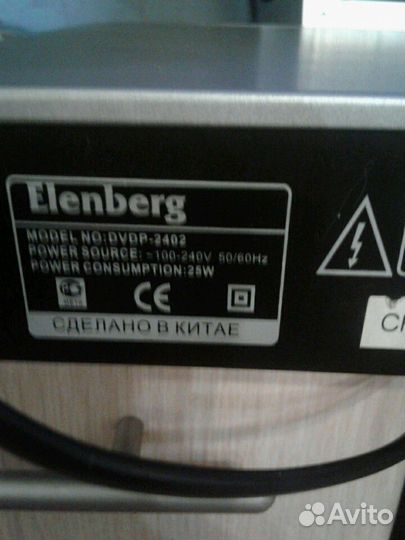 Elenberg
MODEL NO:DVDP-2402
POWER SOURCE: ~100-240V 50/60Hz
POWER CONSUMPTION:25W
CE
СДЕЛАНО В КИТАЕ
Avito